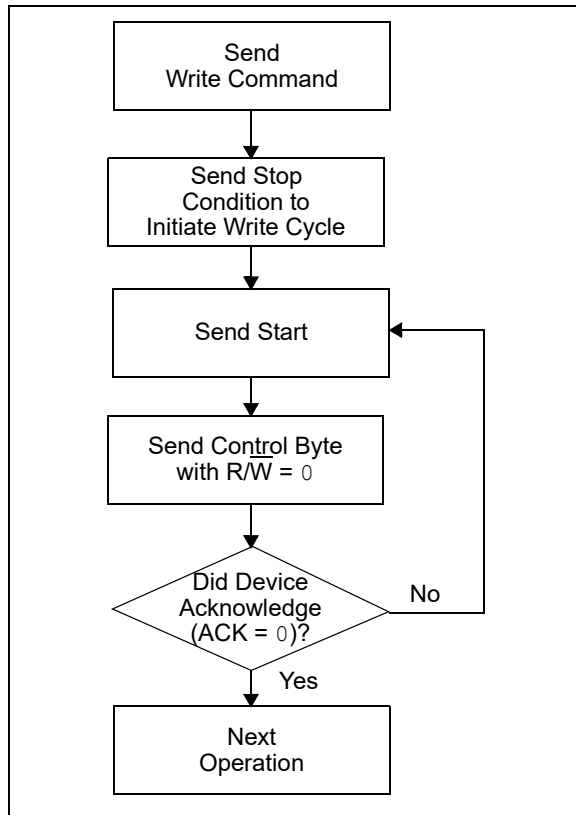 Send
Write Command
Send Stop
Condition to
Initiate Write Cycle
Send Start
Send Control Byte
with R/W̅ = 0
Did Device
Acknowledge
(ACK = 0)?
No
Yes
Next
Operation